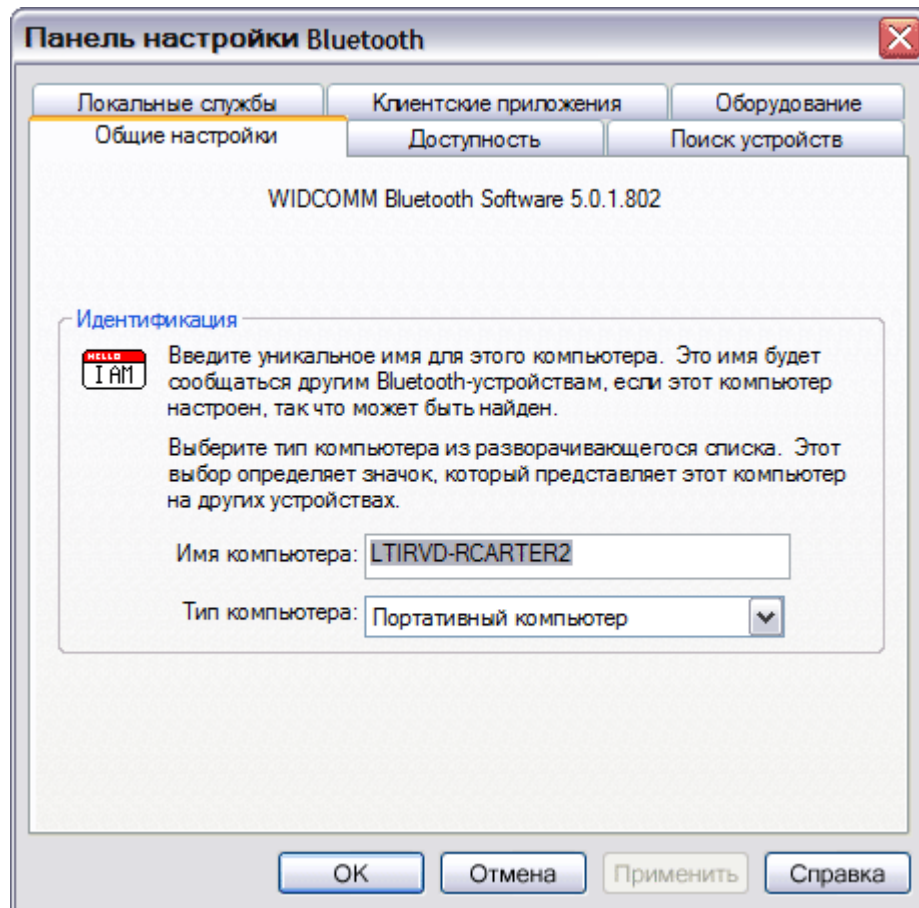 Панель настройки Bluetooth
Локальные службы Клиентские приложения Оборудование
Общие настройки Доступность Поиск устройств
WIDCOMM Bluetooth Software 5.0.1.802
Идентификация
HELLO
I AM
Введите уникальное имя для этого компьютера. Это имя будет
сообщаться другим Bluetooth-устройствам, если этот компьютер
настроен, так что может быть найден.
Выберите тип компьютера из разворачивающегося списка. Этот
выбор определяет значок, который представляет этот компьютер
на других устройствах.
Имя компьютера: LTIRVD-RCARTER2
Тип компьютера: Портативный компьютер
OK Отмена Применить Справка